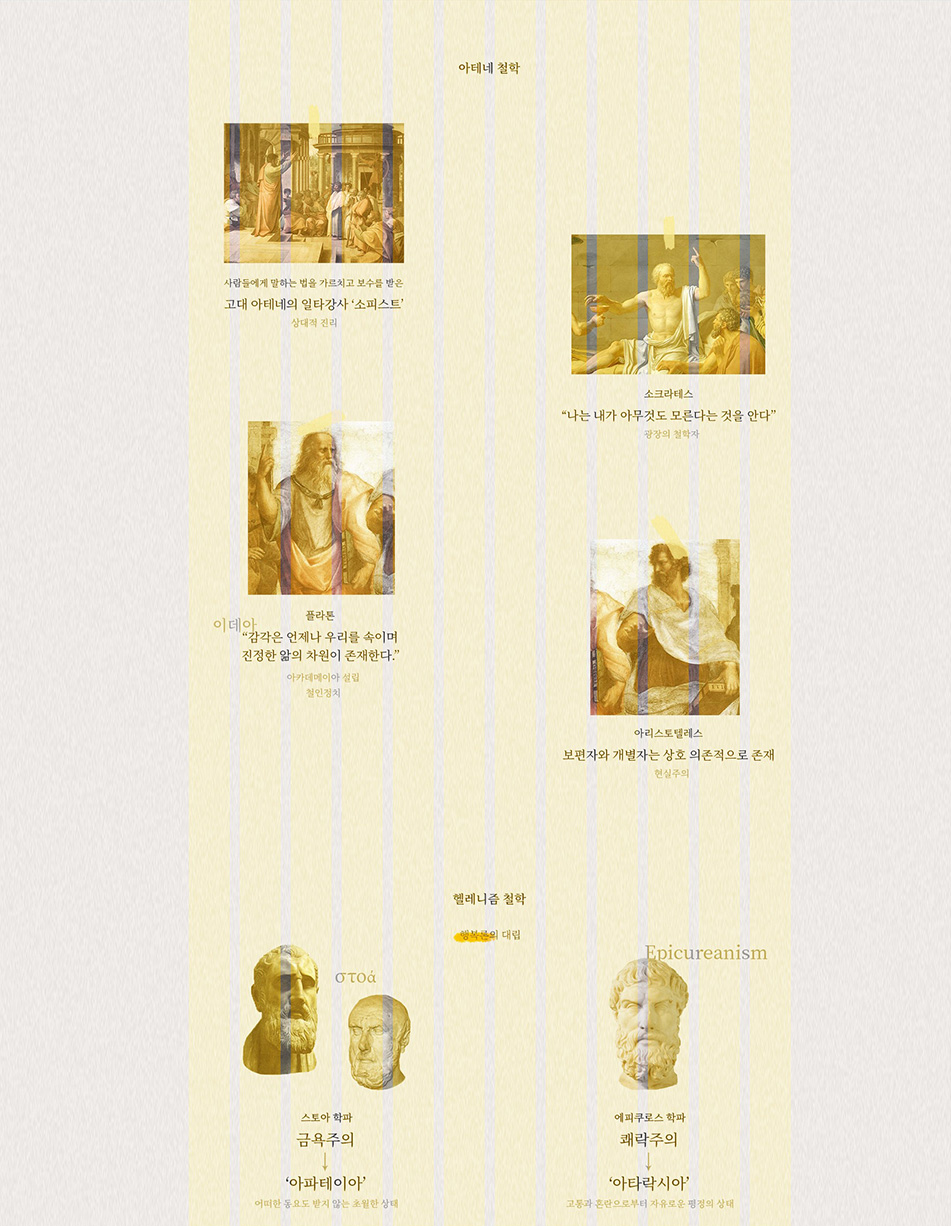 아테네 철학
사람들에게 말하는 법을 가르치고 보수를 받은
고대 아테네의 일타강사 ‘소피스트’
상대적 진리
소크라테스
“나는 내가 아무것도 모른다는 것을 안다”
광장의 철학자
플라톤
이데아
“감각은 언제나 우리를 속이며
진정한 앎의 차원이 존재한다.”
아카데메이아 설립
철인정치
아리스토텔레스
보편자와 개별자는 상호 의존적으로 존재
현실주의
헬레니즘 철학
행복론의 대립
στοά
스토아 학파
금욕주의
↓
‘아파테이아’
어떠한 동요도 받지 않는 초월한 상태
Epicureanism
에피쿠로스 학파
쾌락주의
↓
‘아타락시아’
고통과 혼란으로부터 자유로운 평정의 상태